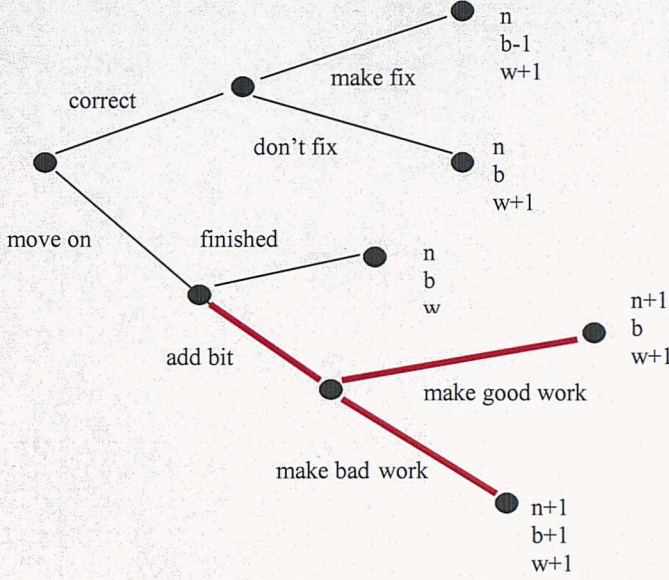 n
b-1
w+1
make fix
correct
don't fix
n
b
w+1
move on
finished
n
b
w
n+1
b
w+1
add bit
make good work
make bad work
n+1
b+1
w+1